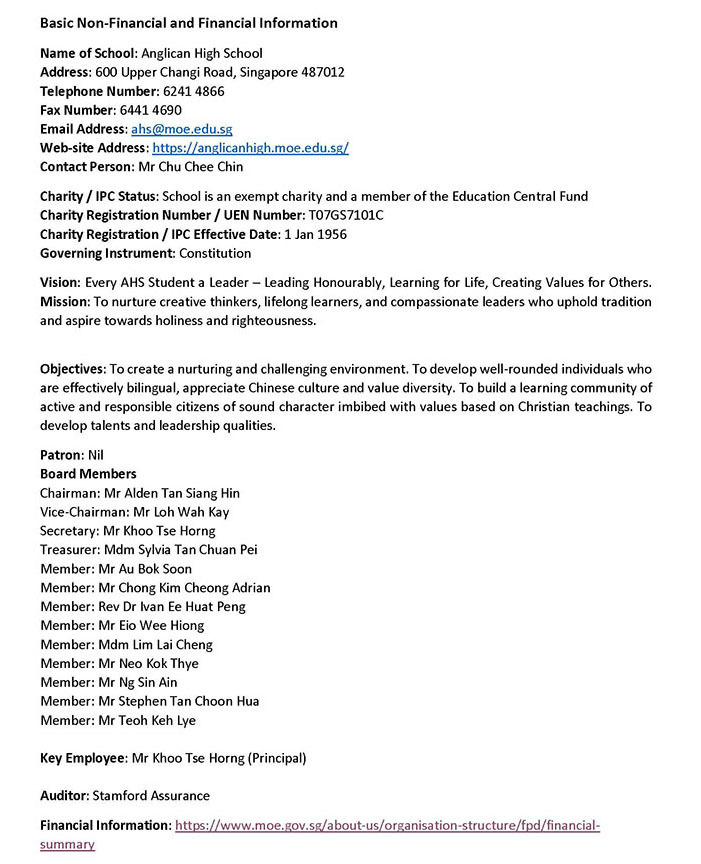 Basic Non-Financial and Financial Information
Name of School: Anglican High School
Address: 600 Upper Changi Road, Singapore 487012
Telephone Number: 6241 4866
Fax Number: 6441 4690
Email Address: ahs@moe.edu.sg
Web-site Address: https://anglicanhigh.moe.edu.sg/
Contact Person: Mr Chu Chee Chin
Charity / IPC Status: School is an exempt charity and a member of the Education Central Fund
Charity Registration Number / UEN Number: T07GS7101C
Charity Registration / IPC Effective Date: 1 Jan 1956
Governing Instrument: Constitution
Vision: Every AHS Student a Leader – Leading Honourably, Learning for Life, Creating Values for Others.
Mission: To nurture creative thinkers, lifelong learners, and compassionate leaders who uphold tradition
and aspire towards holiness and righteousness.
Objectives: To create a nurturing and challenging environment. To develop well-rounded individuals who
are effectively bilingual, appreciate Chinese culture and value diversity. To build a learning community of
active and responsible citizens of sound character imbibed with values based on Christian teachings. To
develop talents and leadership qualities.
Patron: Nil
Board Members
Chairman: Mr Alden Tan Siang Hin
Vice-Chairman: Mr Loh Wah Kay
Secretary: Mr Khoo Tse Horng
Treasurer: Mdm Sylvia Tan Chuan Pei
Member: Mr Au Bok Soon
Member: Mr Chong Kim Cheong Adrian
Member: Rev Dr Ivan Ee Huat Peng
Member: Mr Eio Wee Hiong
Member: Mdm Lim Lai Cheng
Member: Mr Neo Kok Thye
Member: Mr Ng Sin Ain
Member: Mr Stephen Tan Choon Hua
Member: Mr Teoh Keh Lye
Key Employee: Mr Khoo Tse Horng (Principal)
Auditor: Stamford Assurance
Financial Information: https://www.moe.gov.sg/about-us/organisation-structure/fpd/financial-
summary